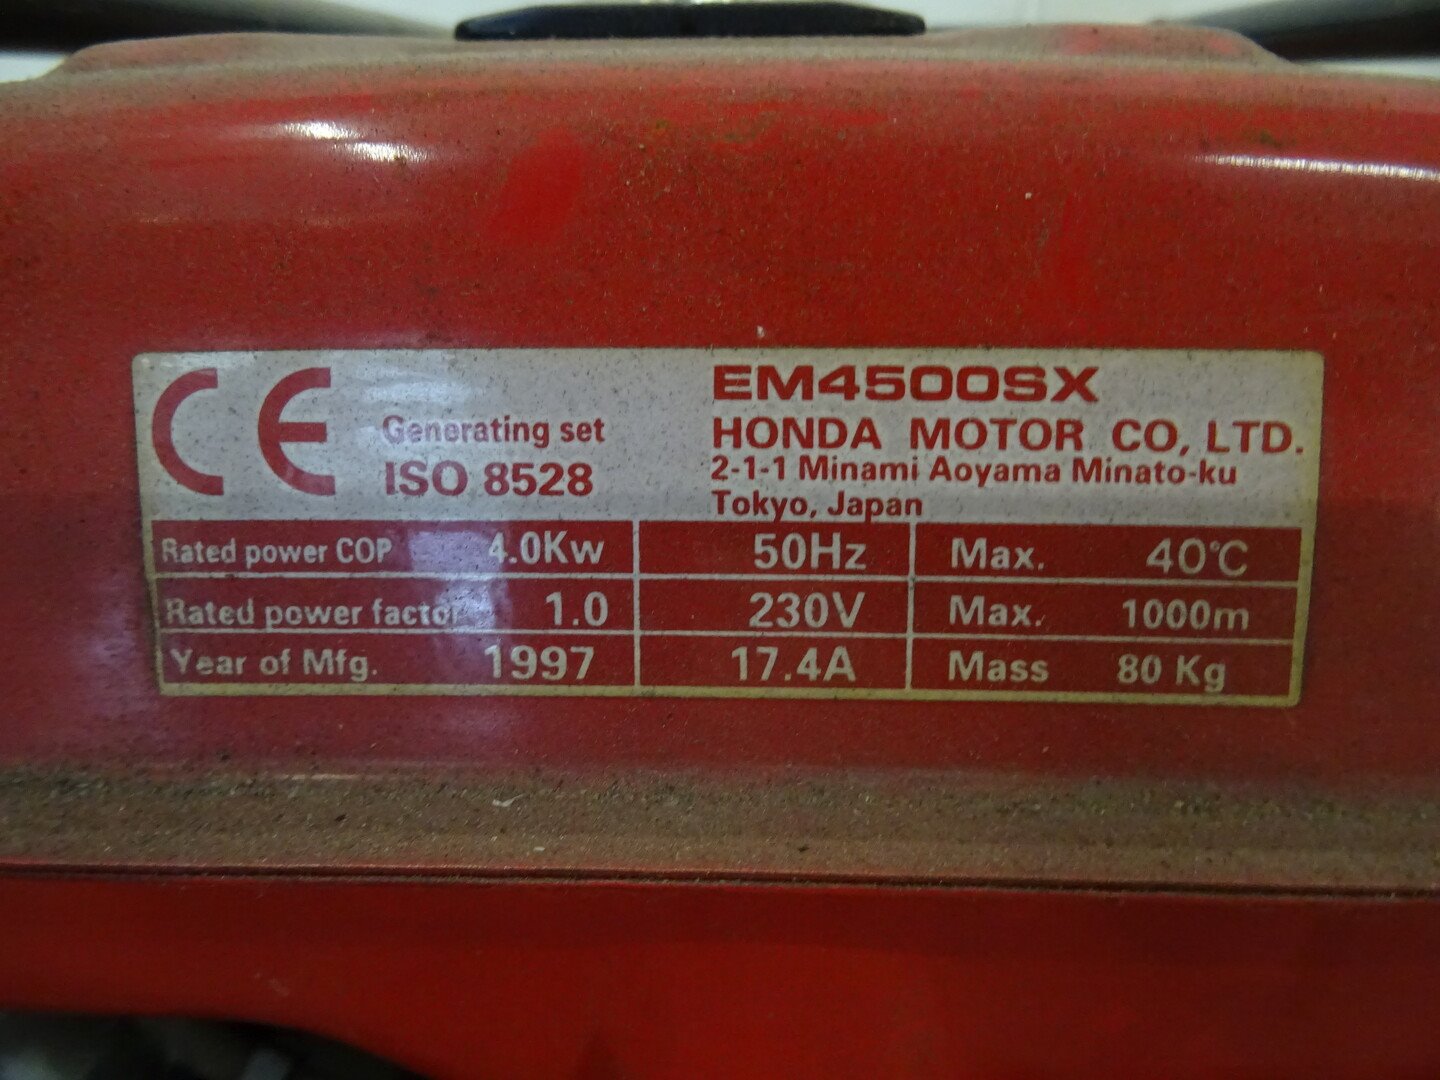 CE
Generating set
ISO 8528
EM4500SX
HONDA MOTOR CO, LTD.
2-1-1 Minami Aoyama Minato-ku
Tokyo, Japan
Rated power COP 4.0Kw 50Hz Max. 40°C
Rated power factor 1.0 230V Max. 1000m
Year of Mfg. 1997 17.4A Mass 80 Kg